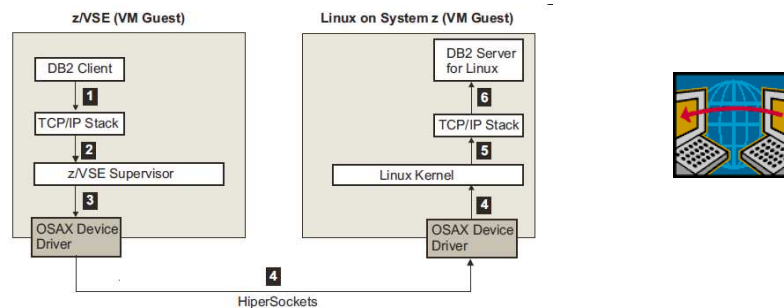 z/VSE (VM Guest)
DB2 Client
1
TCP/IP Stack
2
z/VSE Supervisor
3
OSAX Device
Driver
4
HiperSockets
Linux on System z (VM Guest)
DB2 Server
for Linux
6
TCP/IP Stack
5
Linux Kernel
4
OSAX Device
Driver